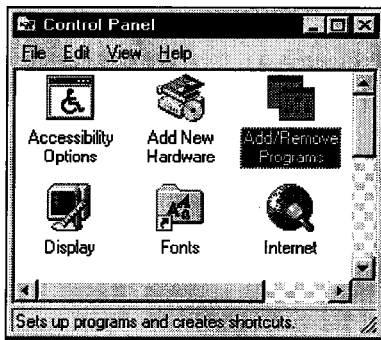 Control Panel
File Edit View Help
Accessibility Options
Add New Hardware
Add/Remove Programs
Display
Fonts
Internet
Sets up programs and creates shortcuts.